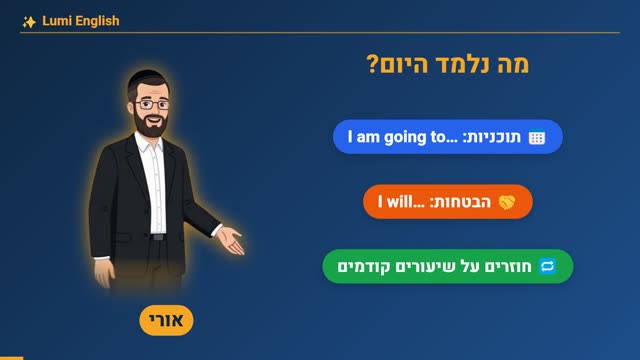 Lumi English
מה נלמד היום?
תוכניות: I am going to...
הבטחות: I will...
חוזרים על שיעורים קודמים
אורי